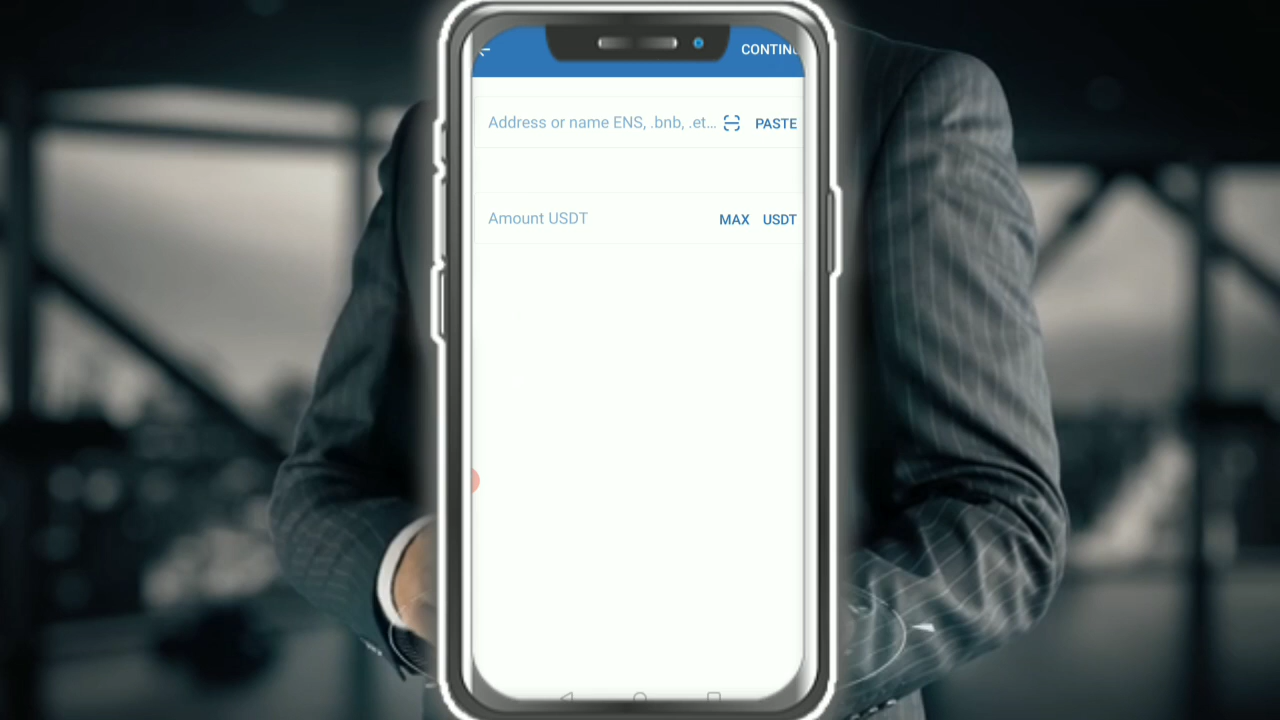 CONTINU
Address or name ENS, .bnb, .et... PASTE
Amount USDT MAX USDT